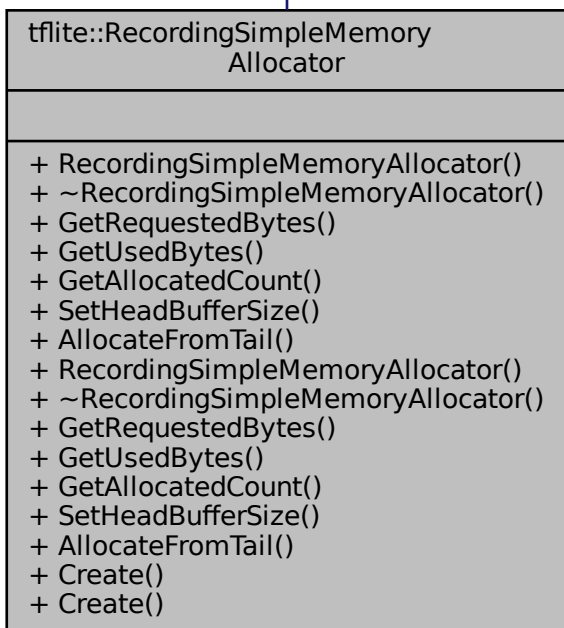 tflite::RecordingSimpleMemory
Allocator
+ RecordingSimpleMemoryAllocator()
+ ~RecordingSimpleMemoryAllocator()
+ GetRequestedBytes()
+ GetUsedBytes()
+ GetAllocatedCount()
+ SetHeadBufferSize()
+ AllocateFromTail()
+ RecordingSimpleMemoryAllocator()
+ ~RecordingSimpleMemoryAllocator()
+ GetRequestedBytes()
+ GetUsedBytes()
+ GetAllocatedCount()
+ SetHeadBufferSize()
+ AllocateFromTail()
+ Create()
+ Create()